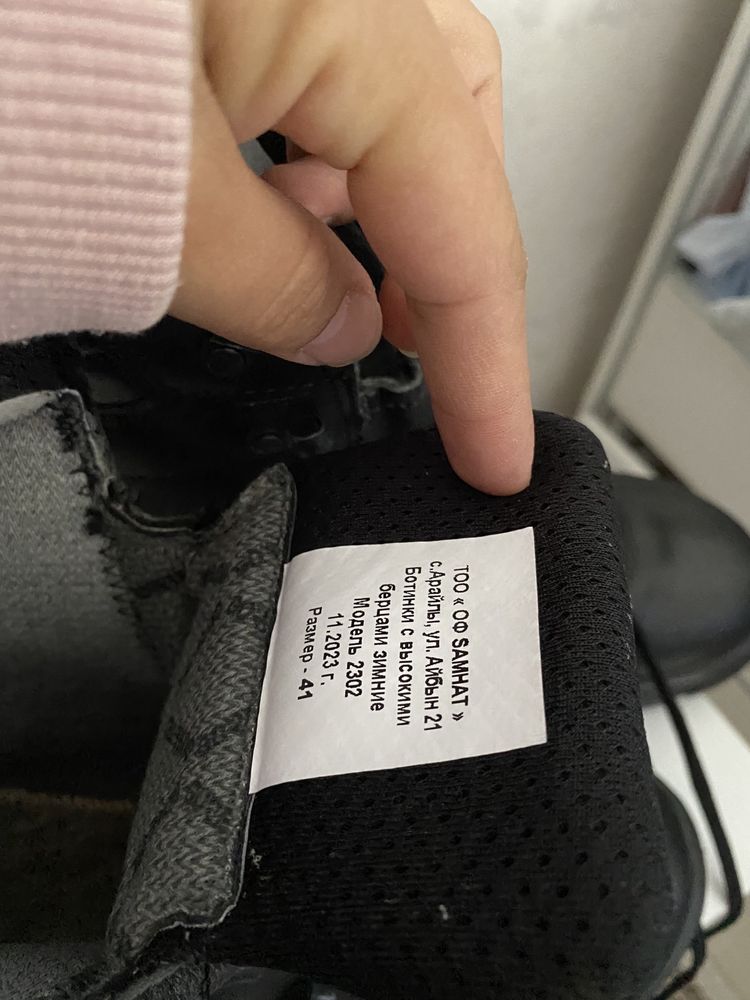 ТОО « ОФ SAMHAT »
с.Арайлы, ул. Айбын 21
Ботинки с высокими
берцами зимние
Модель 2302
11.2023 г.
Размер - 41